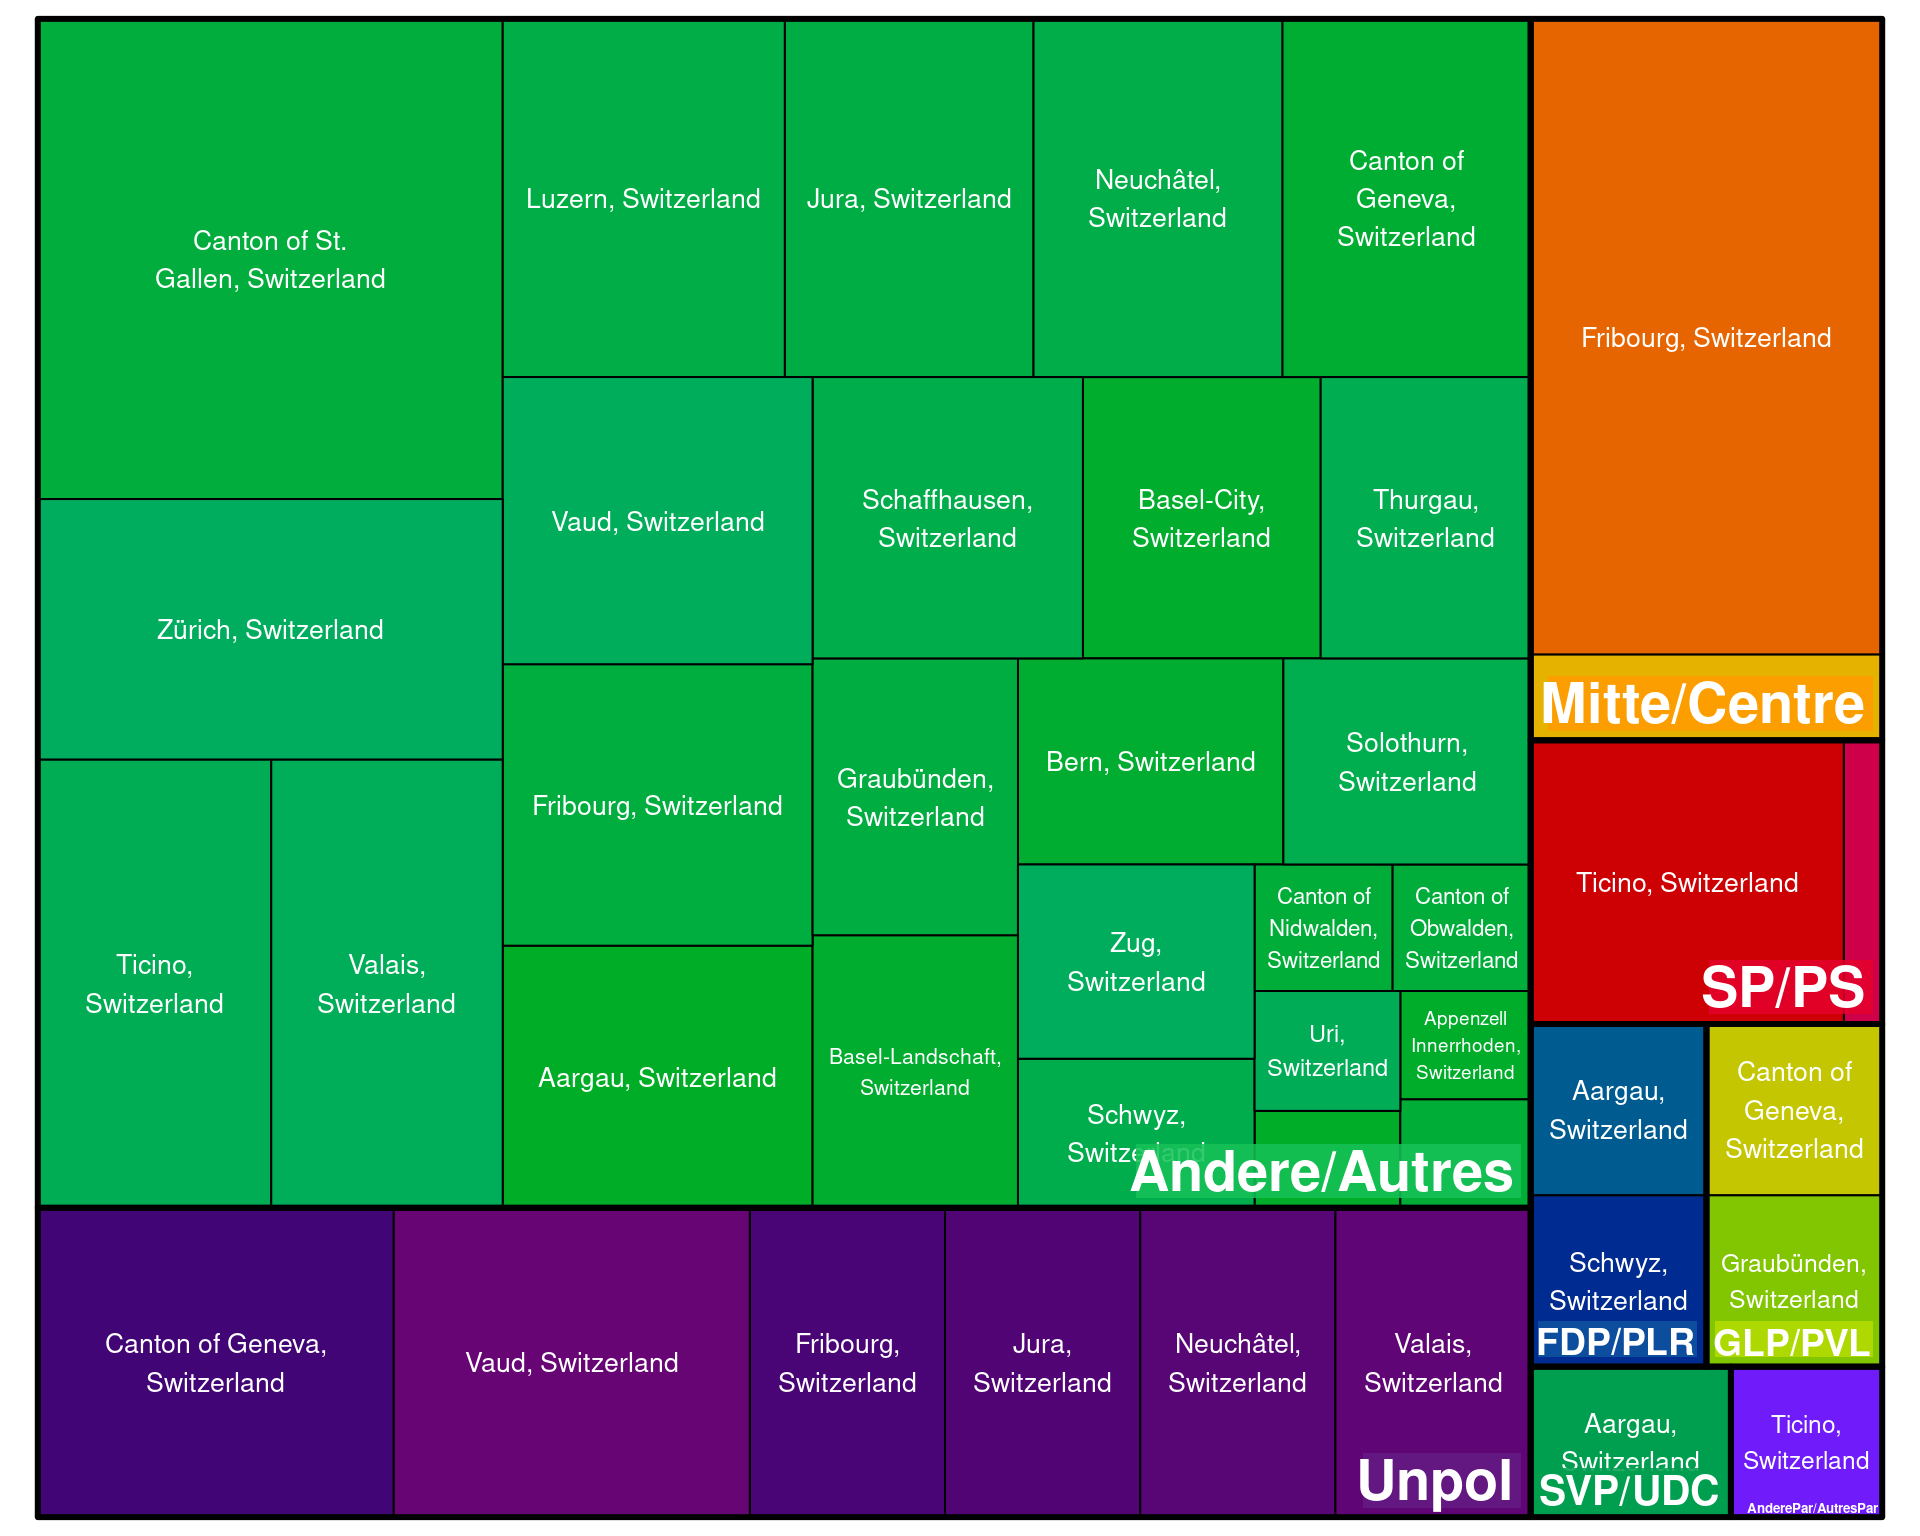 Canton of St.
Gallen, Switzerland
Luzern, Switzerland
Jura, Switzerland
Neuchâtel,
Switzerland
Canton of
Geneva,
Switzerland
Fribourg, Switzerland
Mitte/Centre
Zürich, Switzerland
Vaud, Switzerland
Schaffhausen,
Switzerland
Basel-City,
Switzerland
Thurgau,
Switzerland
Ticino,
Switzerland
Valais,
Switzerland
Fribourg, Switzerland
Graubünden,
Switzerland
Bern, Switzerland
Solothurn,
Switzerland
Aargau, Switzerland
Basel-Landschaft,
Switzerland
Zug,
Switzerland
Canton of
Nidwalden,
Switzerland
Canton of
Obwalden,
Switzerland
Uri,
Switzerland
Appenzell
Innerrhoden,
Switzerland
Schwyz,
Switzerland
Andere/Autres
Ticino, Switzerland
SP/PS
Aargau,
Switzerland
Schwyz,
Switzerland
FDP/PLR
Canton of
Geneva,
Switzerland
Graubünden,
Switzerland
GLP/PVL
Canton of Geneva,
Switzerland
Vaud, Switzerland
Fribourg,
Switzerland
Jura,
Switzerland
Neuchâtel,
Switzerland
Valais,
Switzerland
Unpol
Aargau,
Switzerland
SVP/UDC
Ticino,
Switzerland
AnderePar/AutresPar